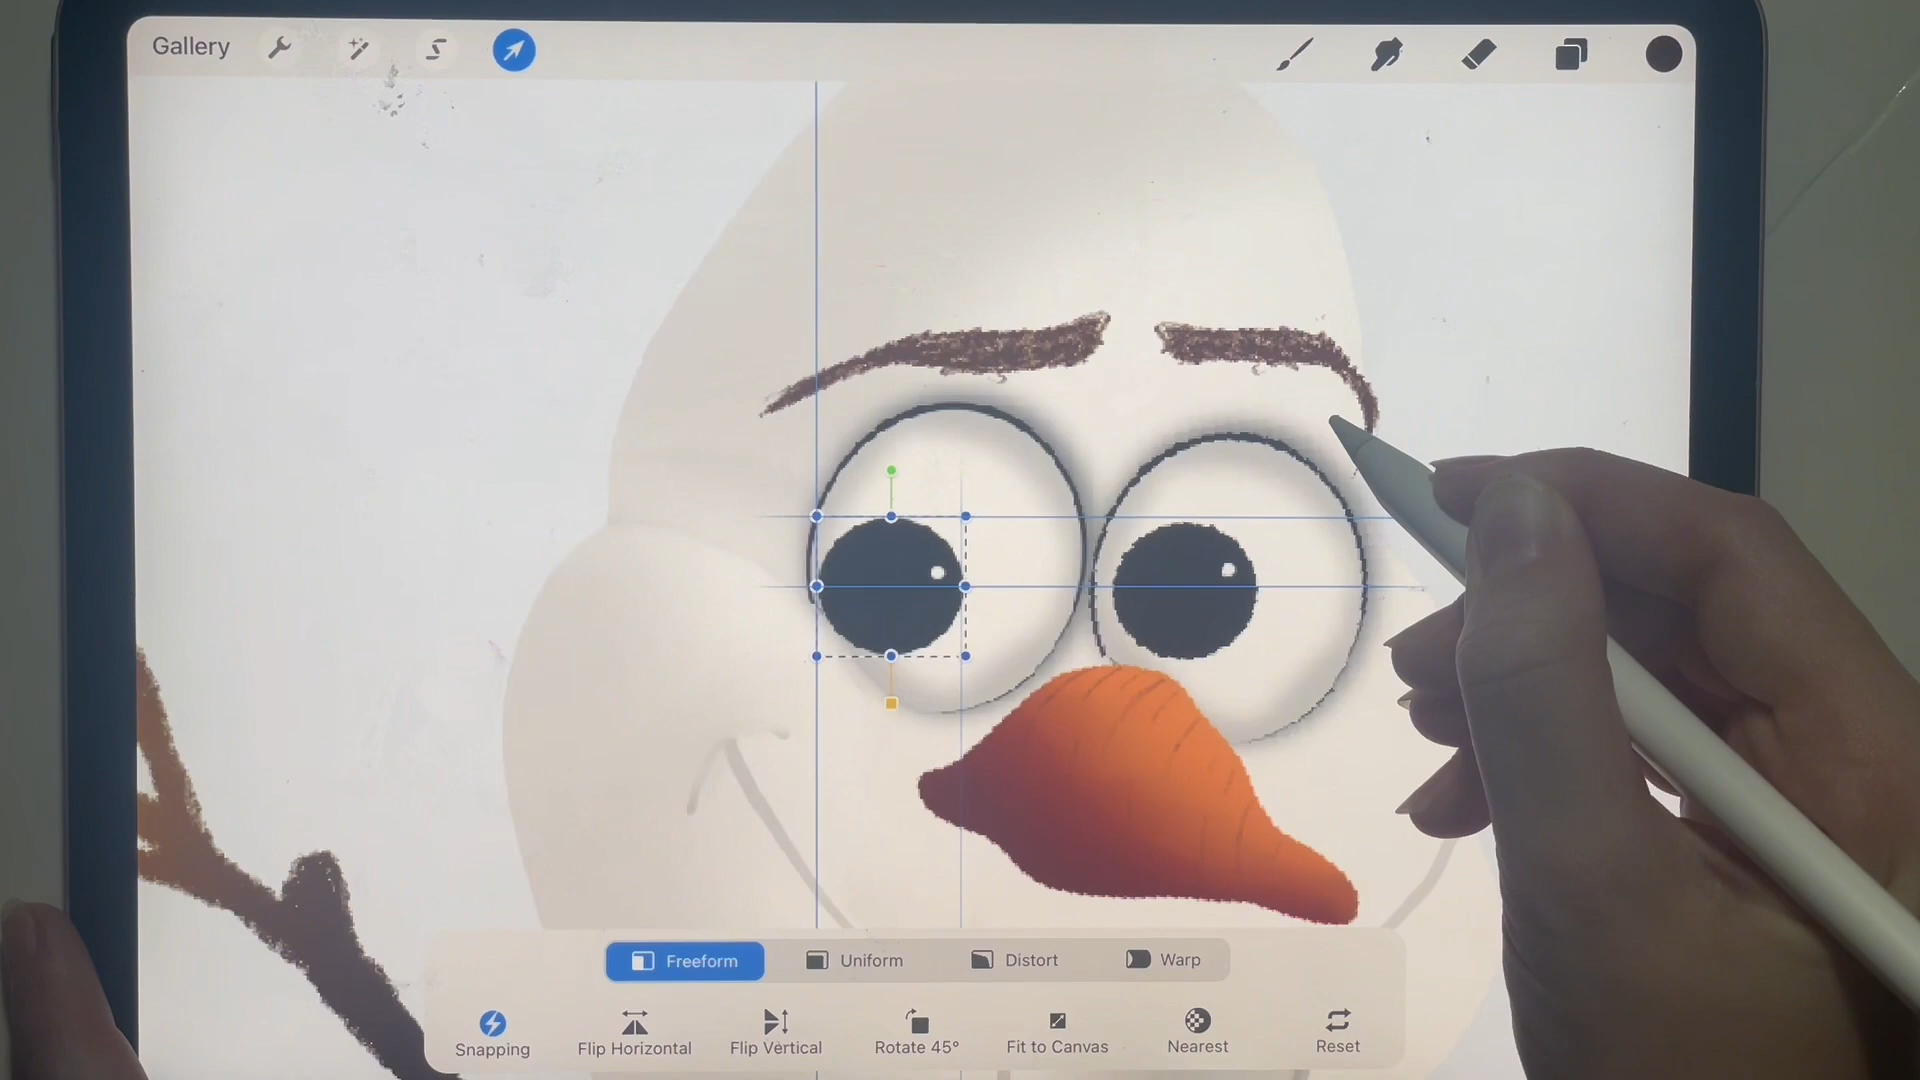 Gallery
Freeform
Uniform
Distort
Warp
Snapping
Flip Horizontal
Flip Vertical
Rotate 45°
Fit to Canvas
Nearest
Reset